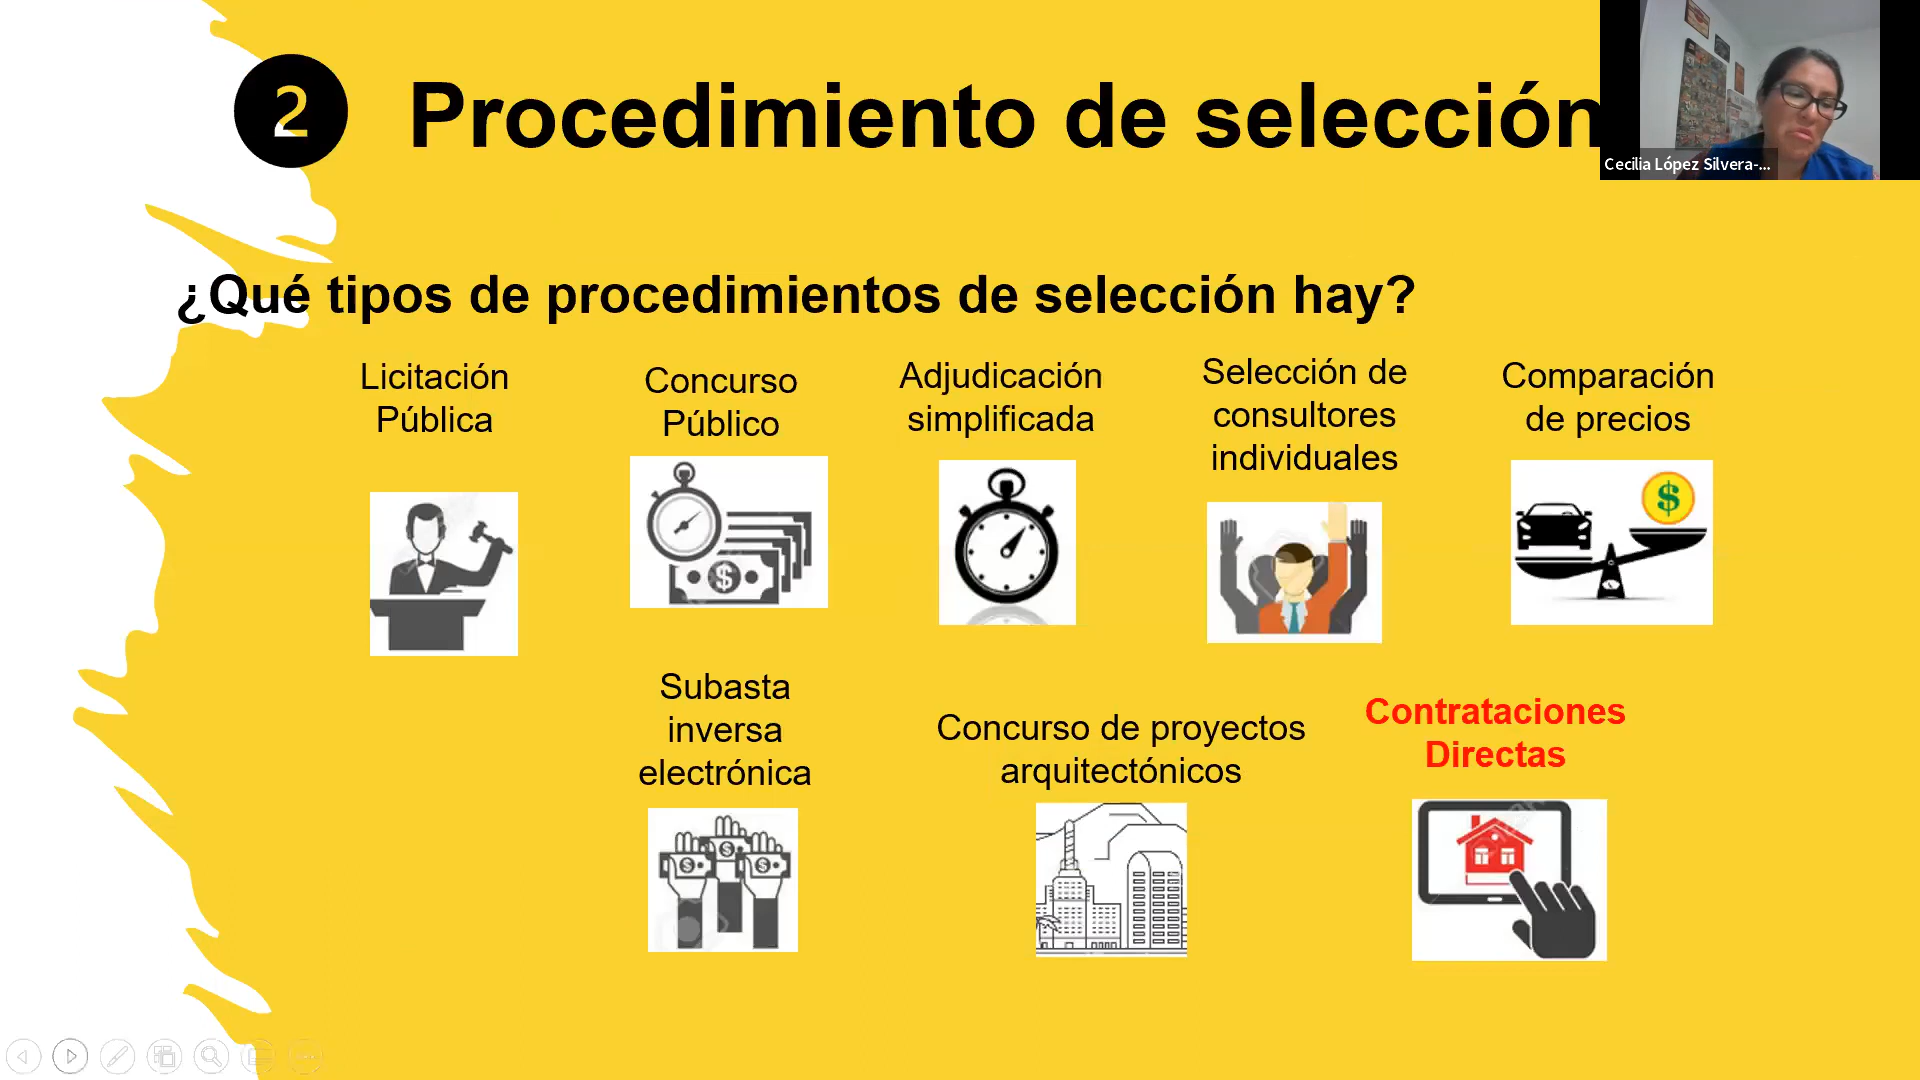 2
Procedimiento de selección
Cecilia López Silvera-...
¿Qué tipos de procedimientos de selección hay?
Licitación
Pública
Concurso
Público
Adjudicación
simplificada
Selección de
consultores
individuales
Comparación
de precios
$
$
Subasta
inversa
electrónica
Concurso de proyectos
arquitectónicos
Contrataciones
Directas
$ $ $